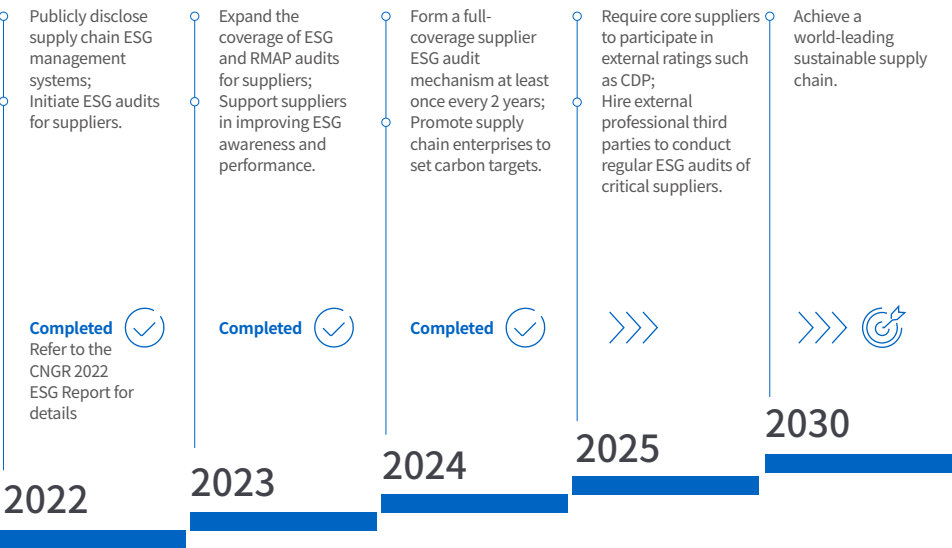 Publicly disclose
supply chain ESG
management
systems;
Initiate ESG audits
for suppliers.
Completed
Refer to the
CNGR 2022
ESG Report for
details
2022
Expand the
coverage of ESG
and RMAP audits
for suppliers;
Support suppliers
in improving ESG
awareness and
performance.
Completed
2023
Form a full-
coverage supplier
ESG audit
mechanism at least
once every 2 years;
Promote supply
chain enterprises to
set carbon targets.
Completed
2024
Require core suppliers
to participate in
external ratings such
as CDP;
Hire external
professional third
parties to conduct
regular ESG audits of
critical suppliers.
2025
Achieve a
world-leading
sustainable supply
chain.
2030